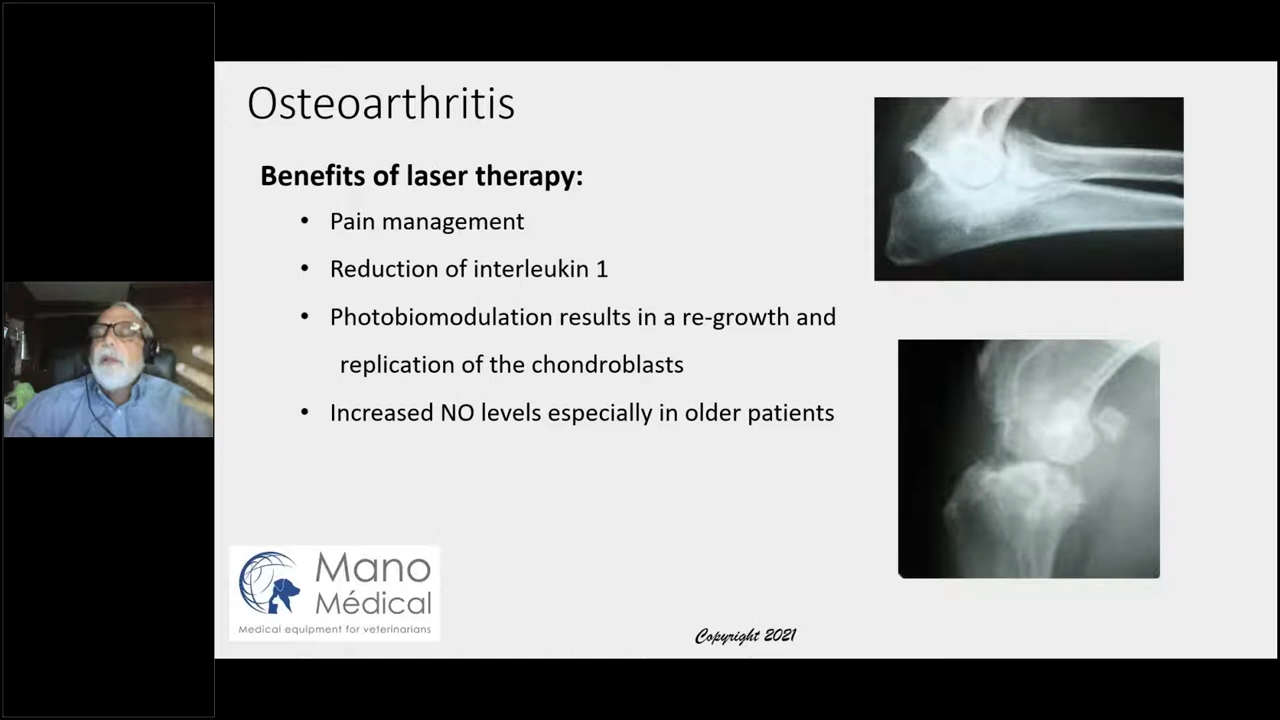 Osteoarthritis
Benefits of laser therapy:
• Pain management
• Reduction of interleukin 1
• Photobiomodulation results in a re-growth and
replication of the chondroblasts
• Increased NO levels especially in older patients
Mano
Médical
Medical equipment for veterinarians
Copyright 2021